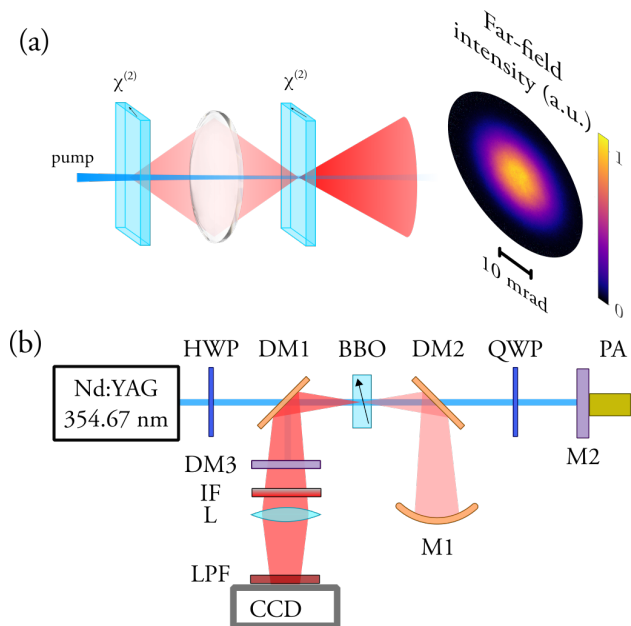 (a)
χ(2)
χ(2)
pump
Far-field
intensity (a.u.)
1
0
10 mrad
(b)
HWP
DM1
BBO
DM2
QWP
PA
Nd:YAG
354.67 nm
M2
DM3
IF
L
M1
LPF
CCD